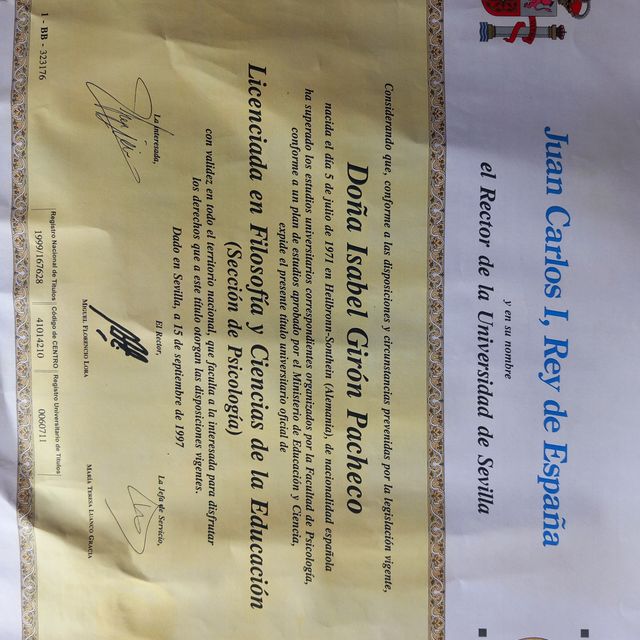 Juan Carlos I, Rey de España
y en su nombre
el Rector de la Universidad de Sevilla
Considerando que, conforme a las disposiciones y circunstancias prevenidas por la legislación vigente,
Doña Isabel Girón Pacheco
nacida el día 5 de julio de 1971 en Heilbronn-Sonthein (Alemania), de nacionalidad española
ha superado los estudios universitarios correspondientes organizados por la Facultad de Psicología,
conforme a un plan de estudios aprobado por el Ministerio de Educación y Ciencia,
expide el presente título universitario oficial de
Licenciada en Filosofía y Ciencias de la Educación
(Sección de Psicología)
con validez en todo el territorio nacional, que faculta a la interesada para disfrutar
los derechos que a este título otorgan las disposiciones vigentes.
Dado en Sevilla, a 15 de septiembre de 1997
La interesada,
El Rector,
La Jefa de Servicio,
MIGUEL FLORENCIO LORA
MARÍA TERESA LUANCO GRACIA
Registro Nacional de Títulos | Código de CENTRO | Registro Universitario de Títulos
1999/167628 41014210 0060711
1 - BB - 323176